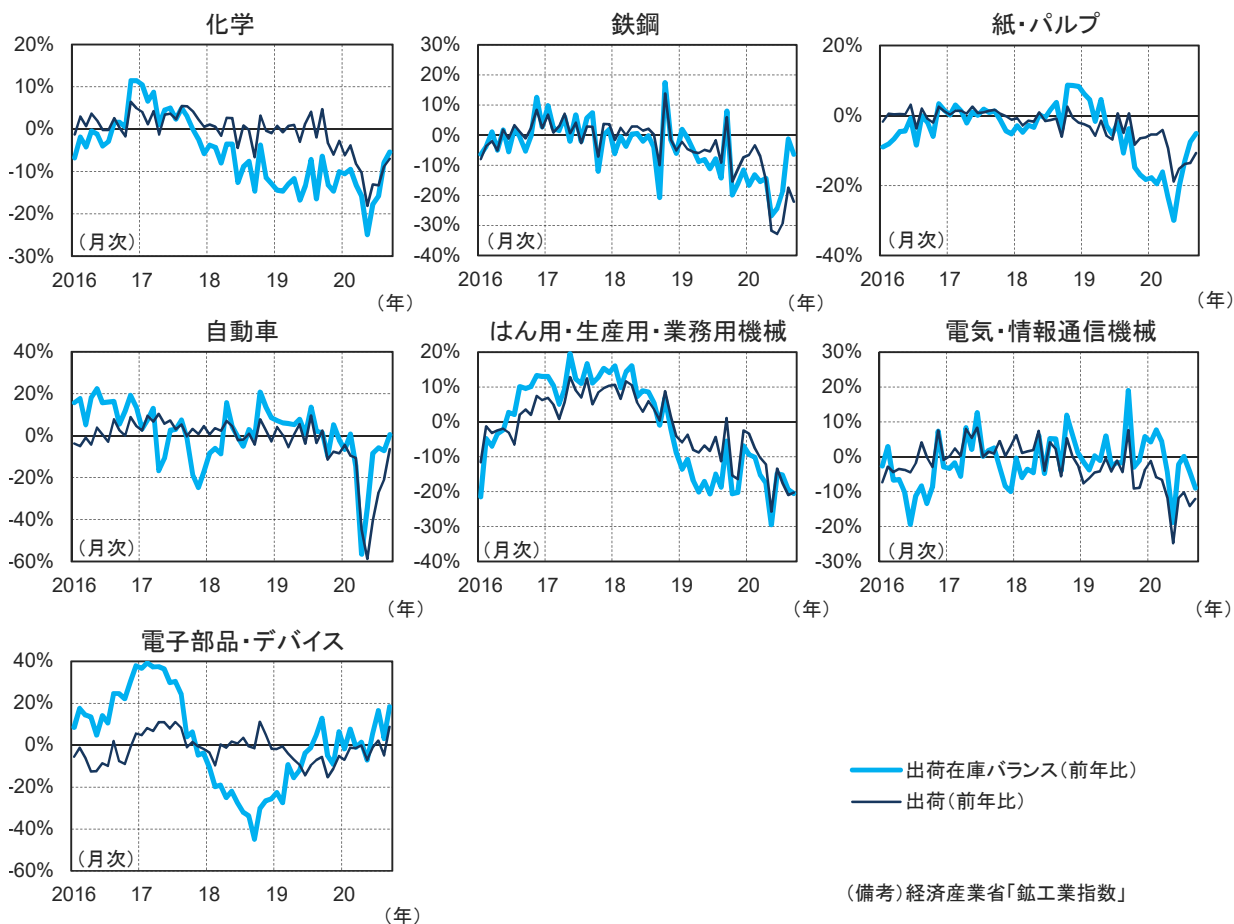 化学
20%
10%
0%
-10%
-20%
-30%
（月次）
2016 17 18 19 20
（年）
鉄鋼
30%
20%
10%
0%
-10%
-20%
-30%
-40%
（月次）
2016 17 18 19 20
（年）
紙・パルプ
20%
0%
-20%
-40%
（月次）
2016 17 18 19 20
（年）
自動車
40%
20%
0%
-20%
-40%
-60%
（月次）
2016 17 18 19 20
（年）
はん用・生産用・業務用機械
20%
10%
0%
-10%
-20%
-30%
-40%
（月次）
2016 17 18 19 20
（年）
電気・情報通信機械
30%
20%
10%
0%
-10%
-20%
-30%
（月次）
2016 17 18 19 20
（年）
電子部品・デバイス
40%
20%
0%
-20%
-40%
-60%
（月次）
2016 17 18 19 20
（年）
出荷在庫バランス（前年比）
出荷（前年比）
（備考）経済産業省「鉱工業指数」